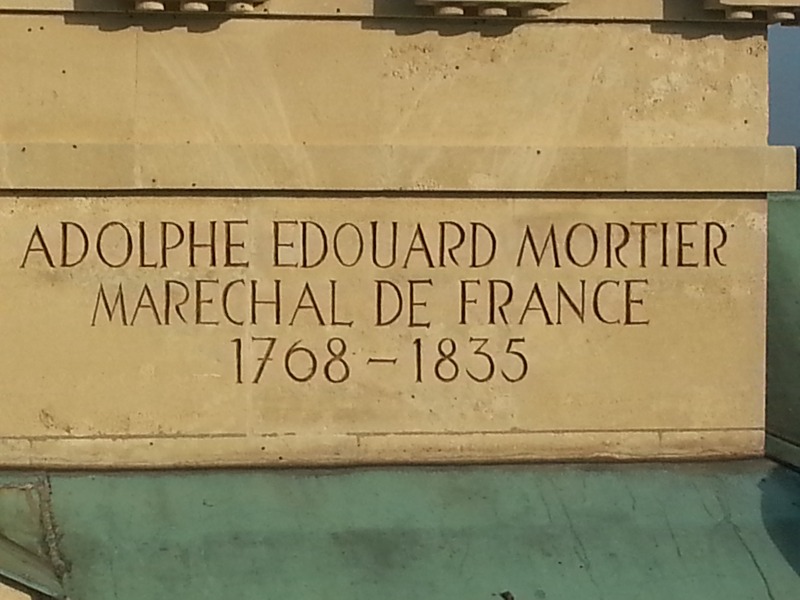 ADOLPHE EDOUARD MORTIER
MARECHAL DE FRANCE
1768 – 1835